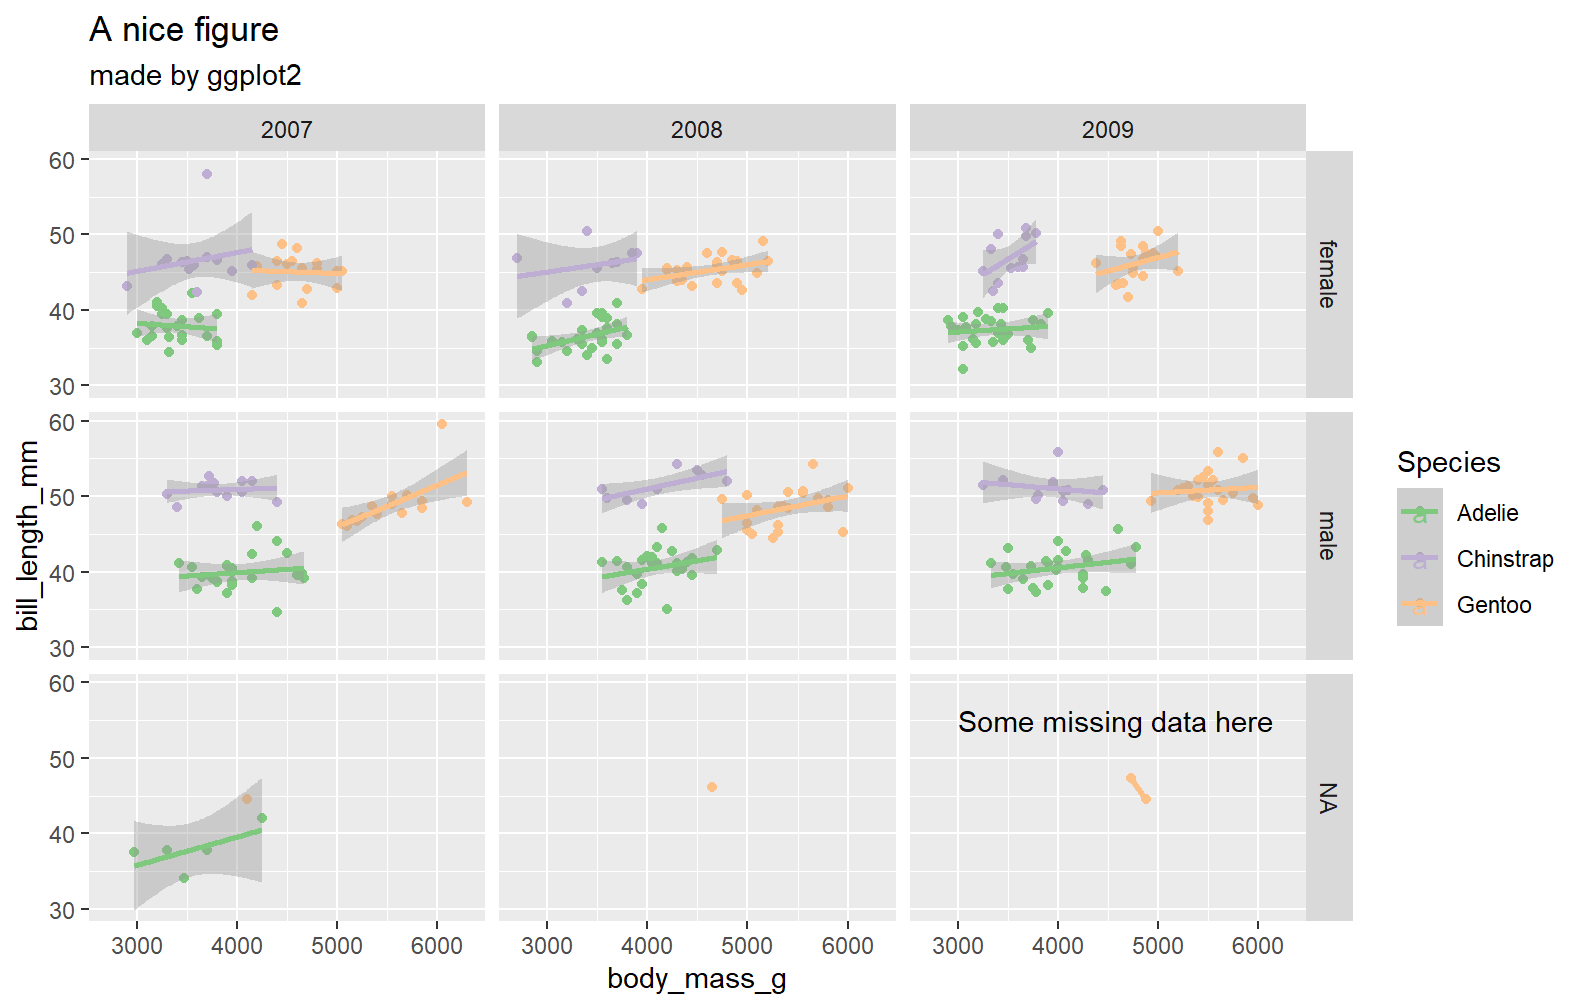 A nice figure
made by ggplot2
2007 2008 2009
60
50
40
30
female
60
50
40
30
male
60
50
40
30
Some missing data here
NA
3000 4000 5000 6000 3000 4000 5000 6000 3000 4000 5000 6000
body_mass_g
bill_length_mm
Species
a Adelie
a Chinstrap
a Gentoo